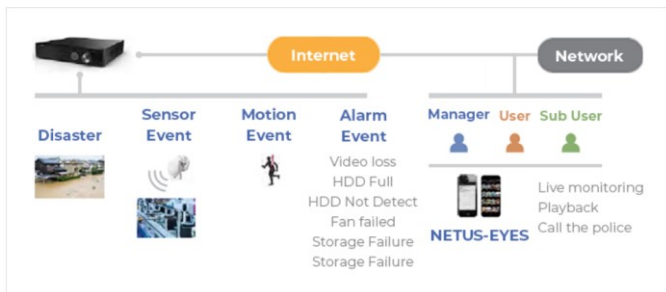 Internet
Network
Disaster
Sensor
Event
Motion
Event
Alarm
Event
Video loss
HDD Full
HDD Not Detect
Fan failed
Storage Failure
Storage Failure
Manager User Sub User
NETUS-EYES
Live monitoring
Playback
Call the police